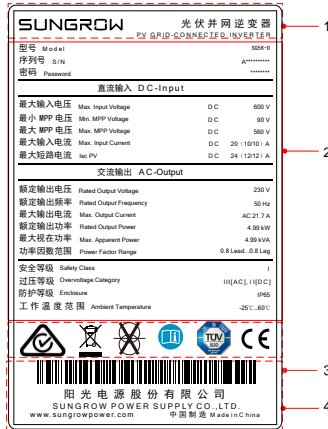 SUNGROW 光伏并网逆变器
PV GRID-CONNECTED INVERTER
1
型号 Model SG5K-D
序列号 S/N A**********
密码 Password ********
直流输入 DC-Input
最大输入电压 Max. Input Voltage DC 600 V
最小 MPP 电压 Min. MPP Voltage DC 90 V
最大 MPP 电压 Max. MPP Voltage DC 560 V
2
最大输入电流 Max. Input Current DC 20 (10/10) A
最大短路电流 Isc PV DC 24 (12/12) A
交流输出 AC-Output
额定输出电压 Rated Output Voltage 230 V
额定输出频率 Rated Output Frequency 50 Hz
最大输出电流 Max. Output Current AC 21.7 A
额定输出功率 Rated Output Power 4.99 kW
最大视在功率 Max. Apparent Power 4.99 kVA
功率因数范围 Power Factor Range 0.8 Lead...0.8 Lag
安全等级 Safety Class I
过压等级 Overvoltage Category III[AC], II[DC]
防护等级 Enclosure IP65
工作温度范围 Ambient Temperature -25℃...60℃
TÜV
SÜD
CE
3
阳光电源股份有限公司
SUNGROW POWER SUPPLY CO., LTD.
4
www.sungrowpower.com 中国制造 Made in China